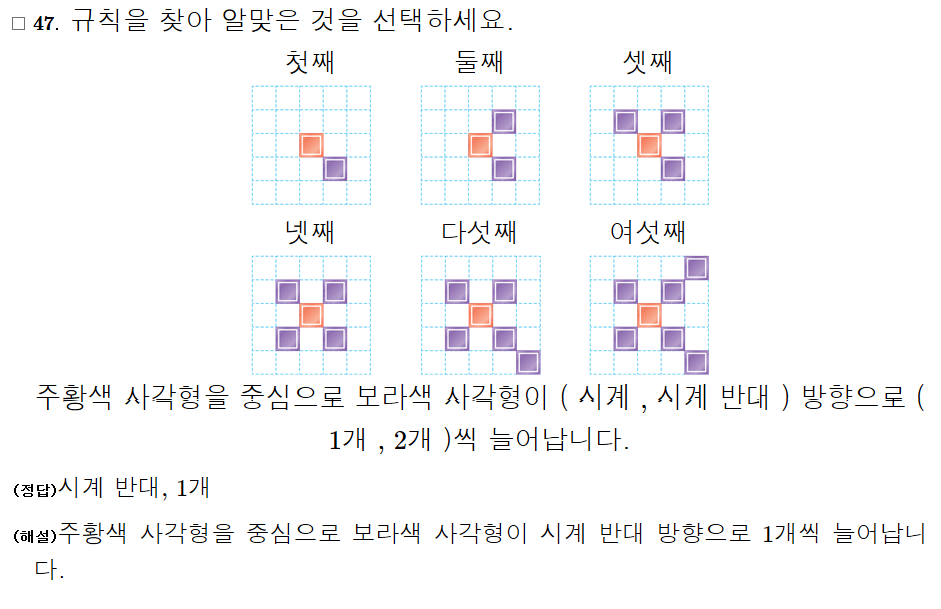 □ 47. 규칙을 찾아 알맞은 것을 선택하세요.
첫째 둘째 셋째
넷째 다섯째 여섯째
주황색 사각형을 중심으로 보라색 사각형이 ( 시계 , 시계 반대 ) 방향으로 (
1개 , 2개 )씩 늘어납니다.
(정답)시계 반대, 1개
(해설)주황색 사각형을 중심으로 보라색 사각형이 시계 반대 방향으로 1개씩 늘어납니
다.